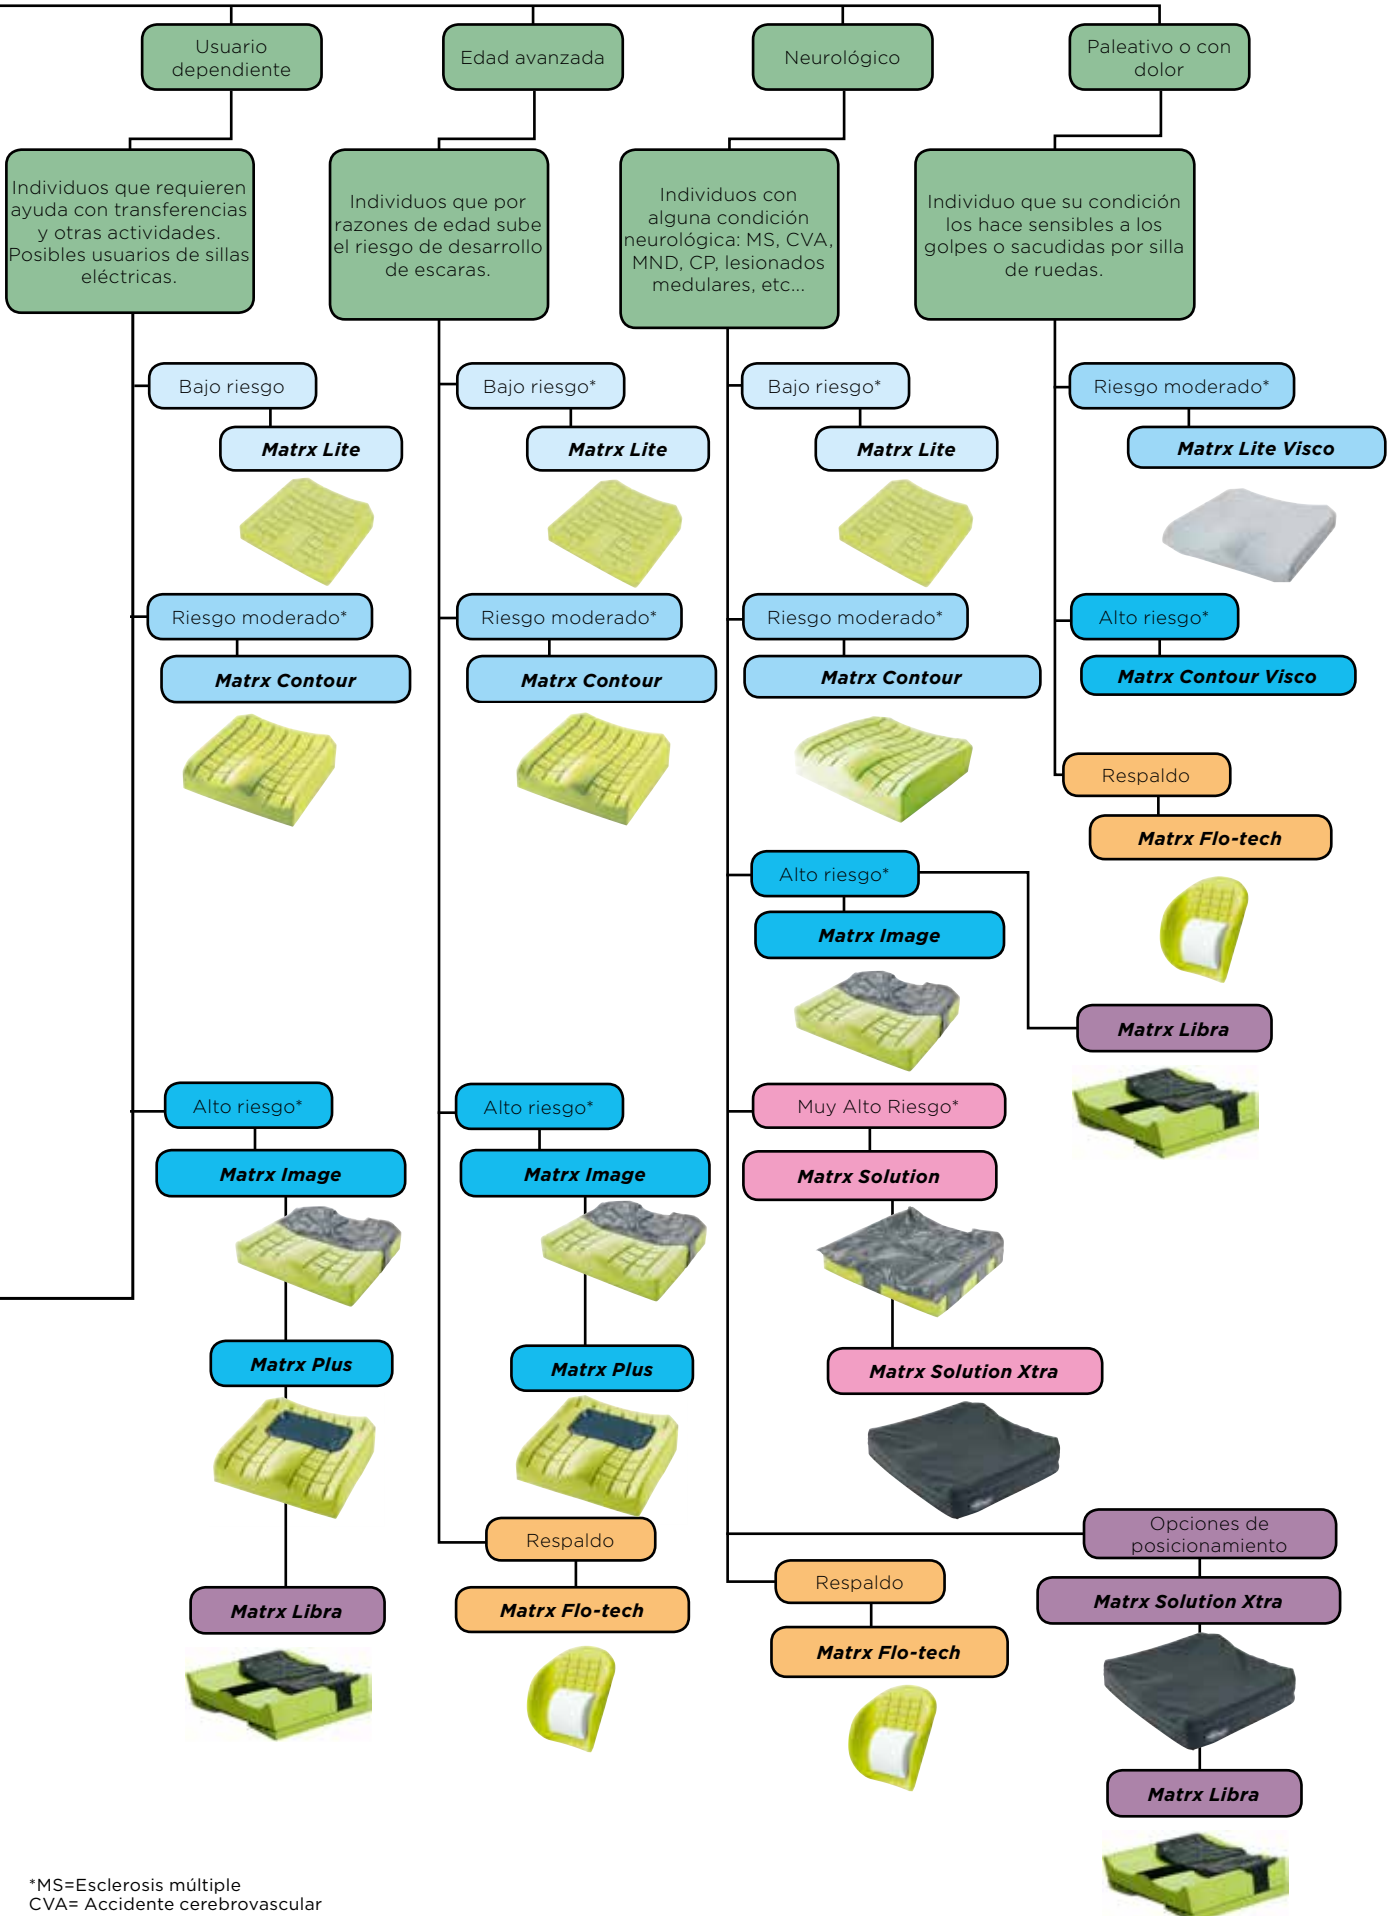 Usuario
dependiente
Edad avanzada
Neurológico
Paleativo o con
dolor
Individuos que requieren
ayuda con transferencias
y otras actividades.
Posibles usuarios de sillas
eléctricas.
Individuos que por
razones de edad sube
el riesgo de desarrollo
de escaras.
Individuos con
alguna condición
neurológica: MS, CVA,
MND, CP, lesionados
medulares, etc...
Individuo que su condición
los hace sensibles a los
golpes o sacudidas por silla
de ruedas.
Bajo riesgo
Matrx Lite
Riesgo moderado*
Matrx Contour
Alto riesgo*
Matrx Image
Matrx Plus
Matrx Libra
Bajo riesgo*
Matrx Lite
Riesgo moderado*
Matrx Contour
Alto riesgo*
Matrx Image
Matrx Plus
Respaldo
Matrx Flo-tech
Bajo riesgo*
Matrx Lite
Riesgo moderado*
Matrx Contour
Alto riesgo*
Matrx Image
Matrx Libra
Muy Alto Riesgo*
Matrx Solution
Matrx Solution Xtra
Opciones de
posicionamiento
Matrx Solution Xtra
Matrx Libra
Respaldo
Matrx Flo-tech
Riesgo moderado*
Matrx Lite Visco
Alto riesgo*
Matrx Contour Visco
Respaldo
Matrx Flo-tech
*MS=Esclerosis múltiple
CVA= Accidente cerebrovascular